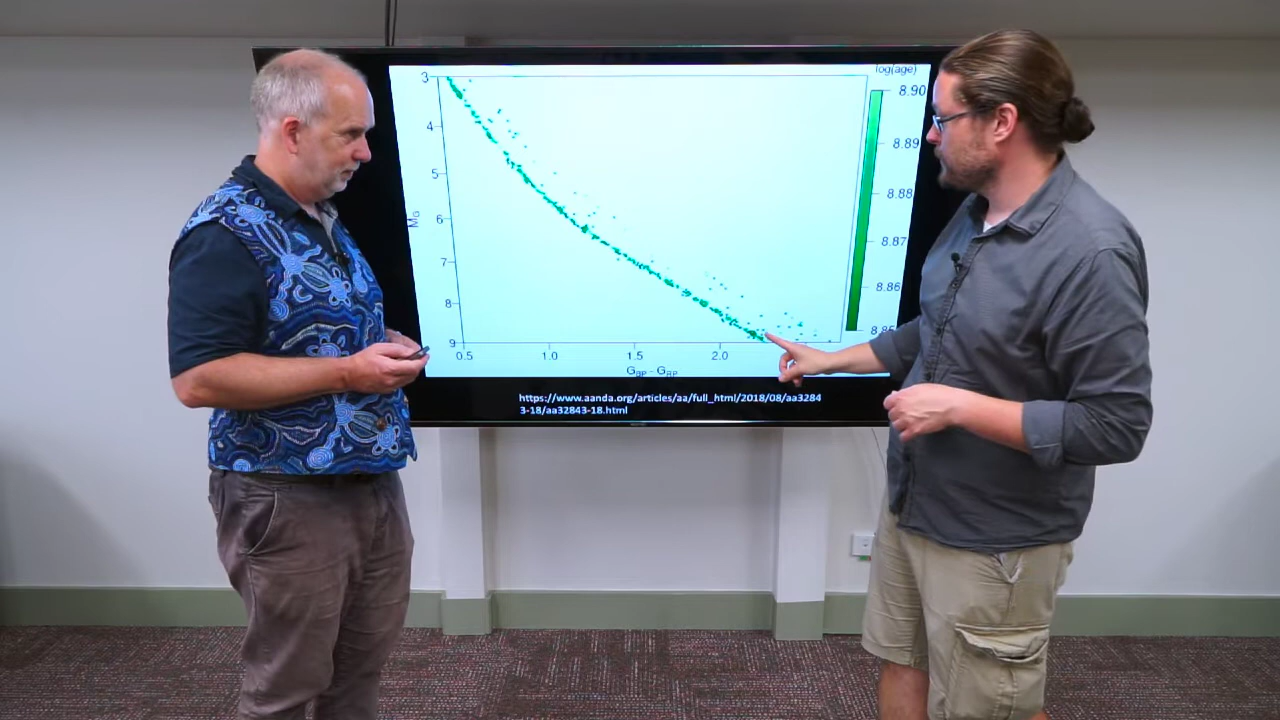 log(age)
3
8.90
4
8.89
5
8.88
6
M_G
8.87
7
8.86
8
8.85
9
0.5 1.0 1.5 2.0
G_BP - G_RP
https://www.aanda.org/articles/aa/full_html/2018/08/aa3284
3-18/aa32843-18.html